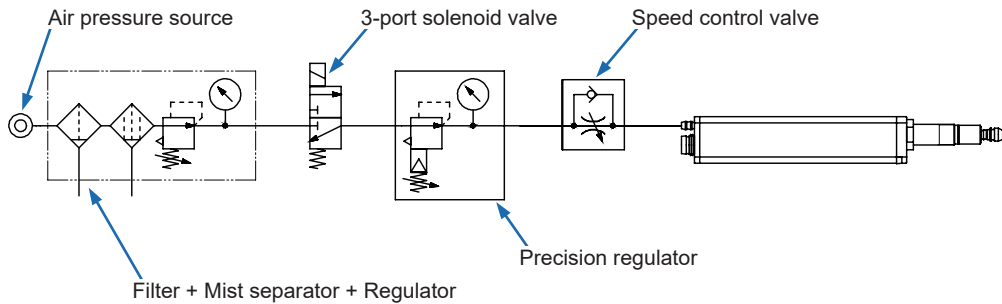 Air pressure source
3-port solenoid valve
Speed control valve
Precision regulator
Filter + Mist separator + Regulator